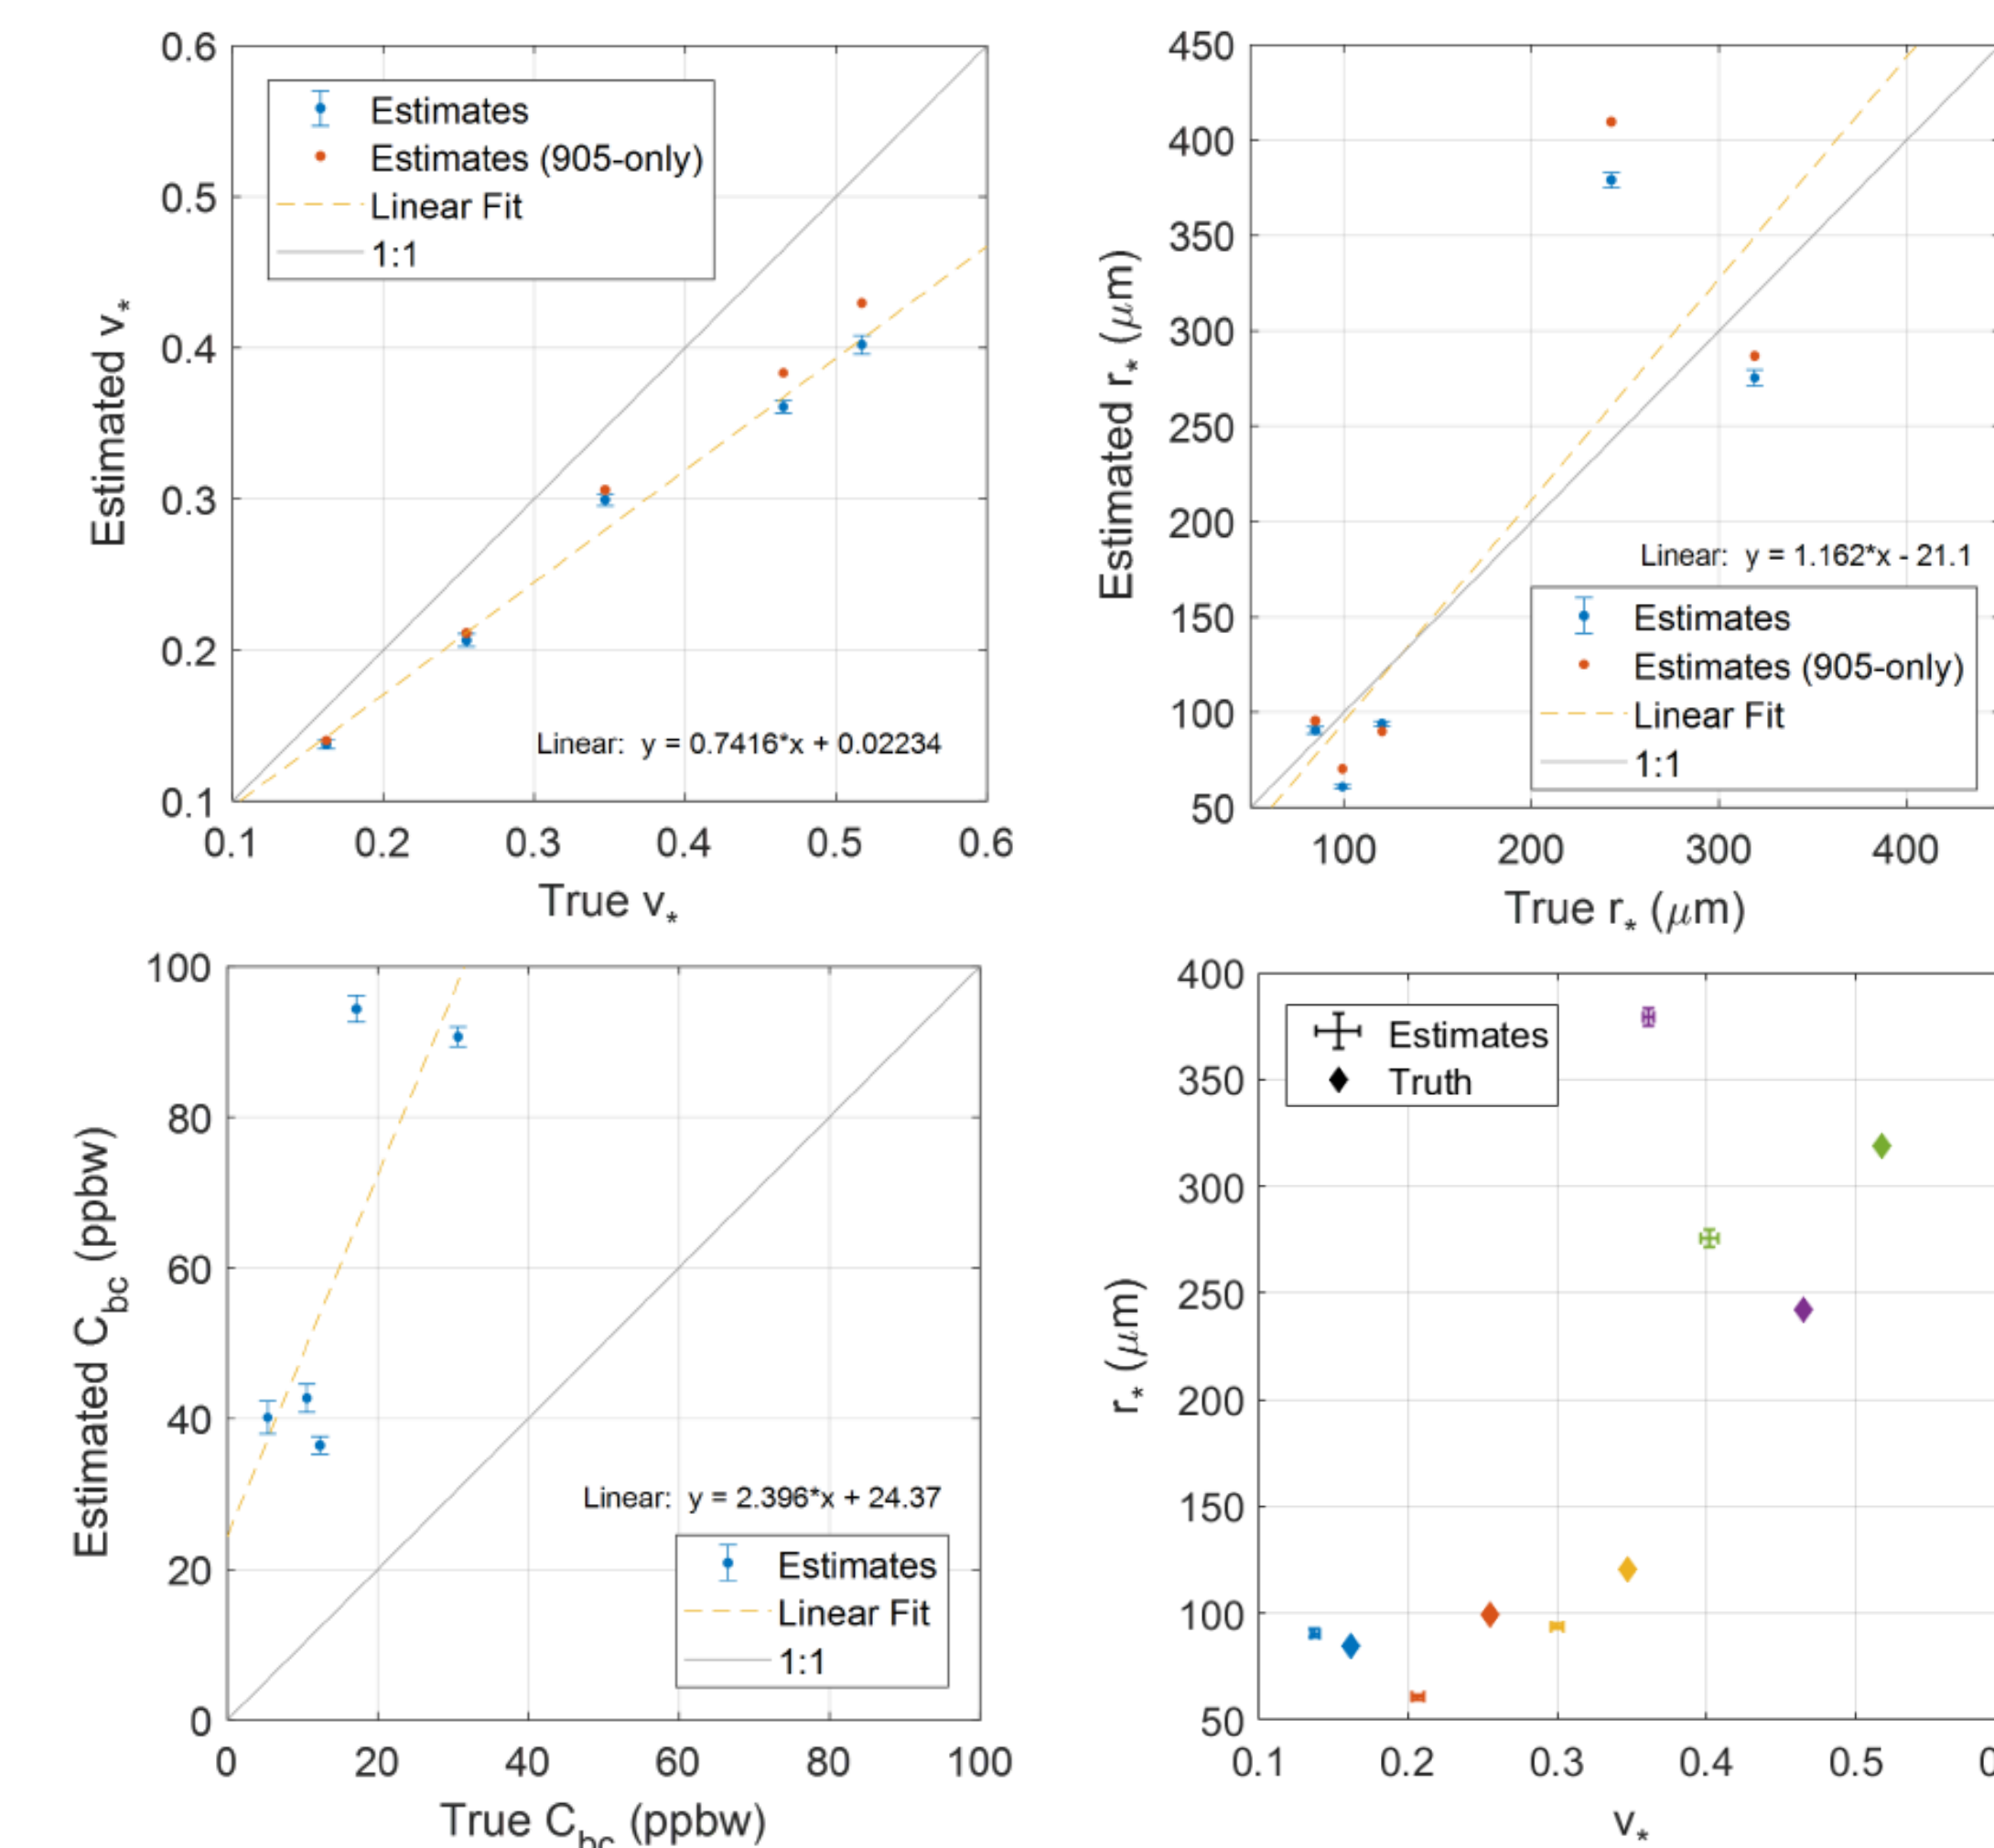 0.6
0.5
0.4
0.3
0.2
0.1
0.1 0.2 0.3 0.4 0.5 0.6
Estimated v*
True v*
Estimates
Estimates (905-only)
Linear Fit
1:1
Linear: y = 0.7416*x + 0.02234
450
400
350
300
250
200
150
100
50
100 200 300 400
Estimated r* (μm)
True r* (μm)
Linear: y = 1.162*x - 21.1
Estimates
Estimates (905-only)
Linear Fit
1:1
100
80
60
40
20
0
0 20 40 60 80 100
Estimated Cbc (ppbw)
True Cbc (ppbw)
Linear: y = 2.396*x + 24.37
Estimates
Linear Fit
1:1
400
350
300
250
200
150
100
50
0.1 0.2 0.3 0.4 0.5
r* (μm)
v*
Estimates
Truth